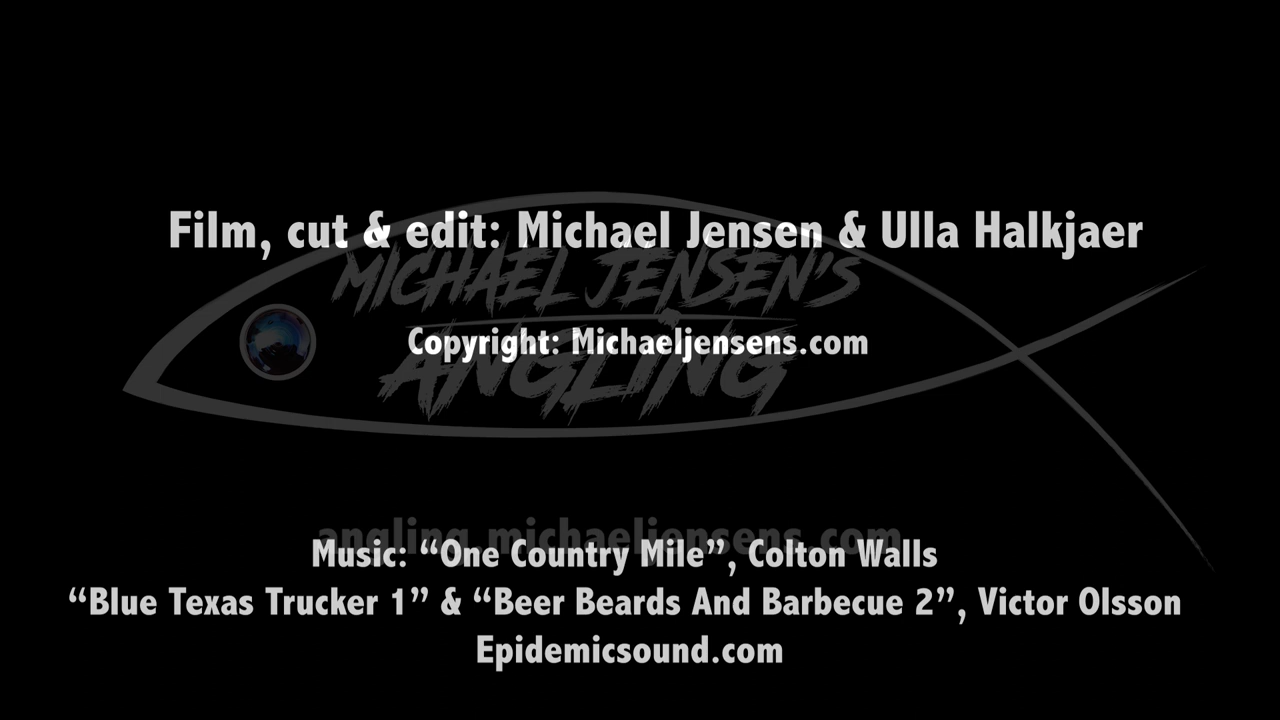 Film, cut & edit: Michael Jensen & Ulla Halkjaer
MICHAEL JENSEN'S
Copyright: Michaeljensens.com
ANGLING
angling.michaeljensens.com
Music: “One Country Mile”, Colton Walls
“Blue Texas Trucker 1” & “Beer Beards And Barbecue 2”, Victor Olsson
Epidemicsound.com